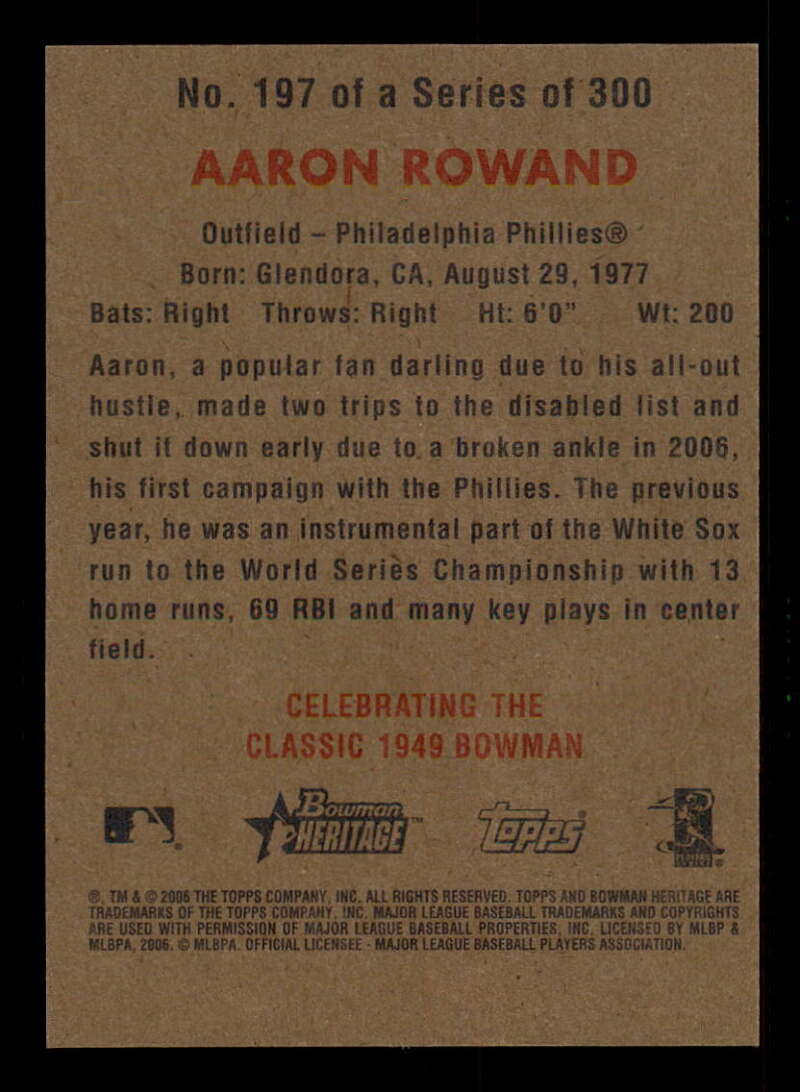 No. 197 of a Series of 300
AARON ROWAND
Outfield – Philadelphia Phillies®
Born: Glendora, CA, August 29, 1977
Bats: Right Throws: Right Ht: 6'0" Wt: 200
Aaron, a popular fan darling due to his all-out
hustle, made two trips to the disabled list and
shut it down early due to a broken ankle in 2006,
his first campaign with the Phillies. The previous
year, he was an instrumental part of the White Sox
run to the World Series Championship with 13
home runs, 69 RBI and many key plays in center
field.
CELEBRATING THE
CLASSIC 1949 BOWMAN
Bowman HERITAGE™ TOPPS
®, TM & © 2006 THE TOPPS COMPANY, INC. ALL RIGHTS RESERVED. TOPPS AND BOWMAN HERITAGE ARE
TRADEMARKS OF THE TOPPS COMPANY, INC. MAJOR LEAGUE BASEBALL TRADEMARKS AND COPYRIGHTS
ARE USED WITH PERMISSION OF MAJOR LEAGUE BASEBALL PROPERTIES, INC. LICENSED BY MLBP &
MLBPA, 2006. © MLBPA. OFFICIAL LICENSEE - MAJOR LEAGUE BASEBALL PLAYERS ASSOCIATION.